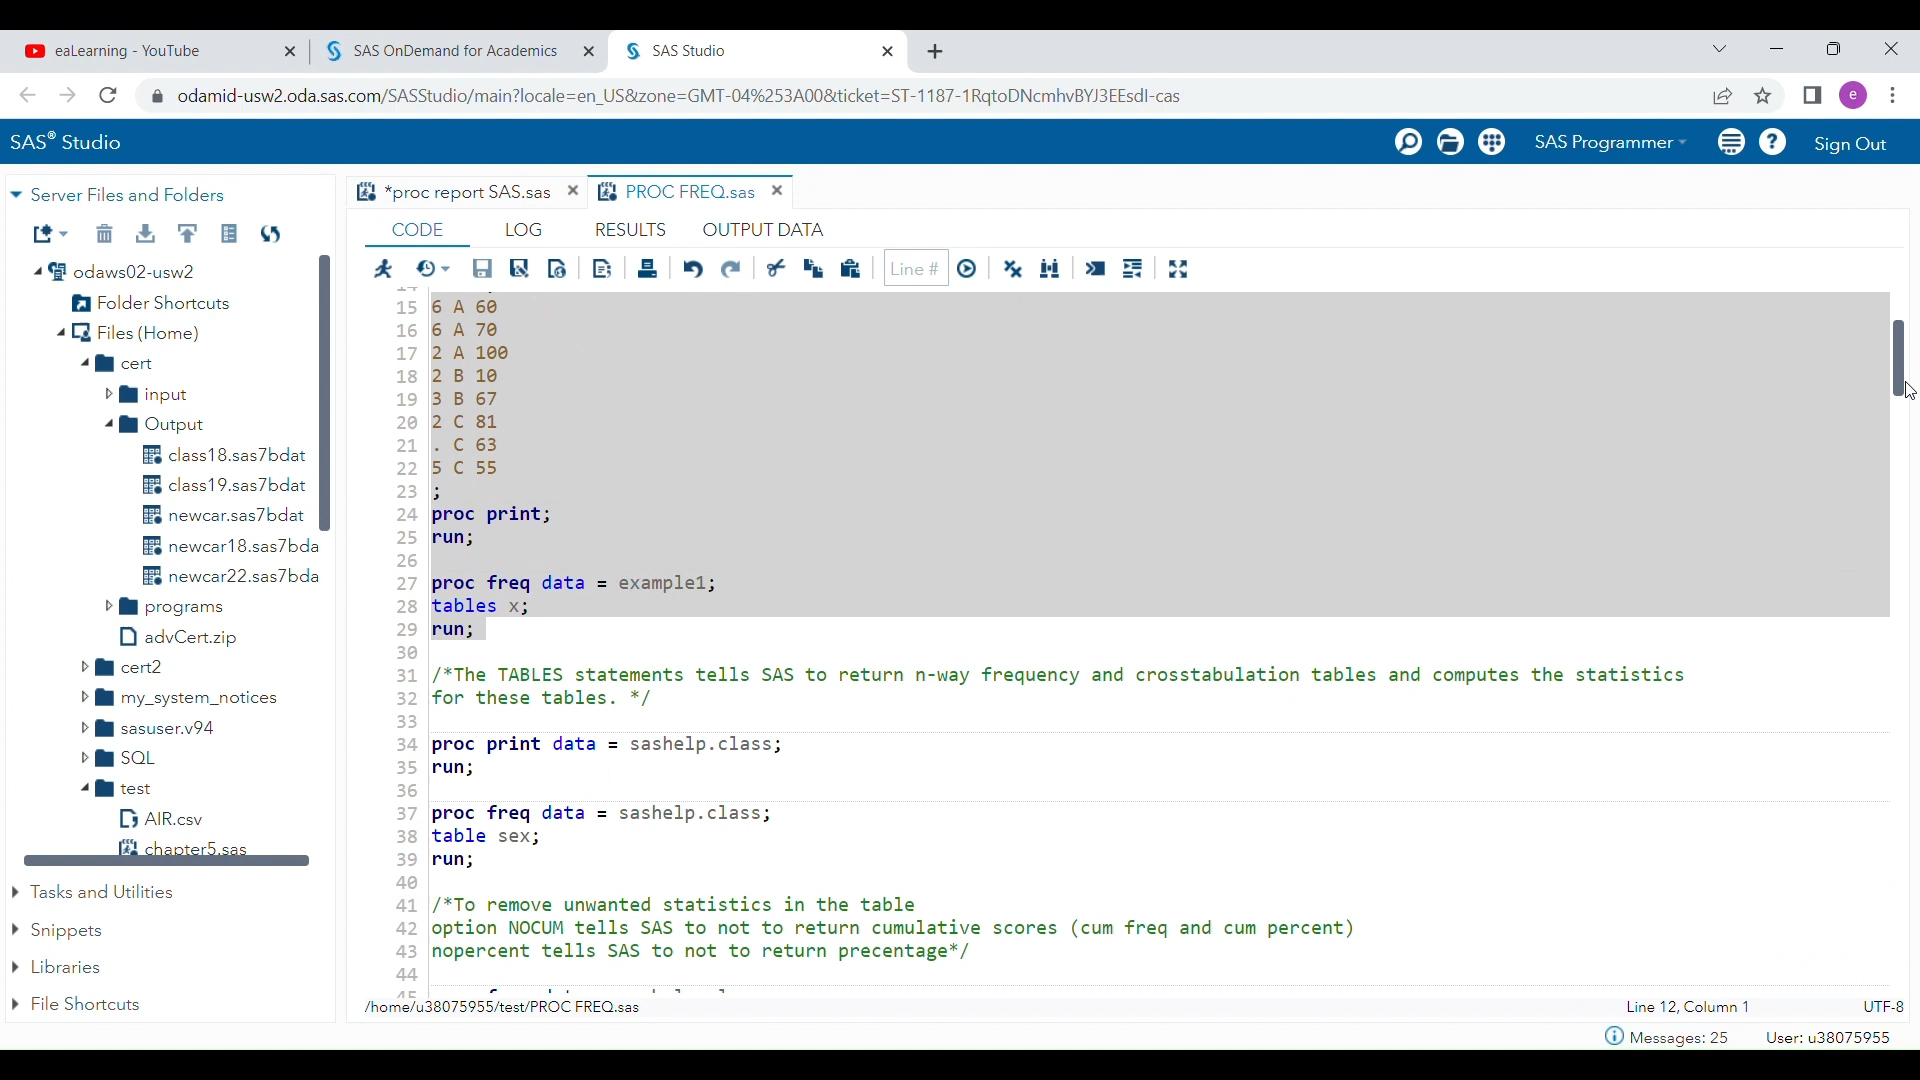 eaLearning - YouTube
SAS OnDemand for Academics
SAS Studio
odamid-usw2.oda.sas.com/SASStudio/main?locale=en_US&zone=GMT-04%253A00&ticket=ST-1187-1RqtoDNcmhvBYJ3EEsdI-cas
e
SAS® Studio
SAS Programmer
Sign Out
Server Files and Folders
odaws02-usw2
Folder Shortcuts
Files (Home)
cert
input
Output
class18.sas7bdat
class19.sas7bdat
newcar.sas7bdat
newcar18.sas7bda
newcar22.sas7bda
programs
advCert.zip
cert2
my_system_notices
sasuser.v94
SQL
test
AIR.csv
chapter5.sas
Tasks and Utilities
Snippets
Libraries
File Shortcuts
*proc report SAS.sas
PROC FREQ.sas
CODE LOG RESULTS OUTPUT DATA
Line #
15 6 A 60
16 6 A 70
17 2 A 100
18 2 B 10
19 3 B 67
20 2 C 81
21 . C 63
22 5 C 55
23 ;
24 proc print;
25 run;
26
27 proc freq data = example1;
28 tables x;
29 run;
30
31 /*The TABLES statements tells SAS to return n-way frequency and crosstabulation tables and computes the statistics
32 for these tables. */
33
34 proc print data = sashelp.class;
35 run;
36
37 proc freq data = sashelp.class;
38 table sex;
39 run;
40
41 /*To remove unwanted statistics in the table
42 option NOCUM tells SAS to not to return cumulative scores (cum freq and cum percent)
43 nopercent tells SAS to not to return precentage*/
44
/home/u38075955/test/PROC FREQ.sas
Line 12, Column 1
UTF-8
Messages: 25
User: u38075955